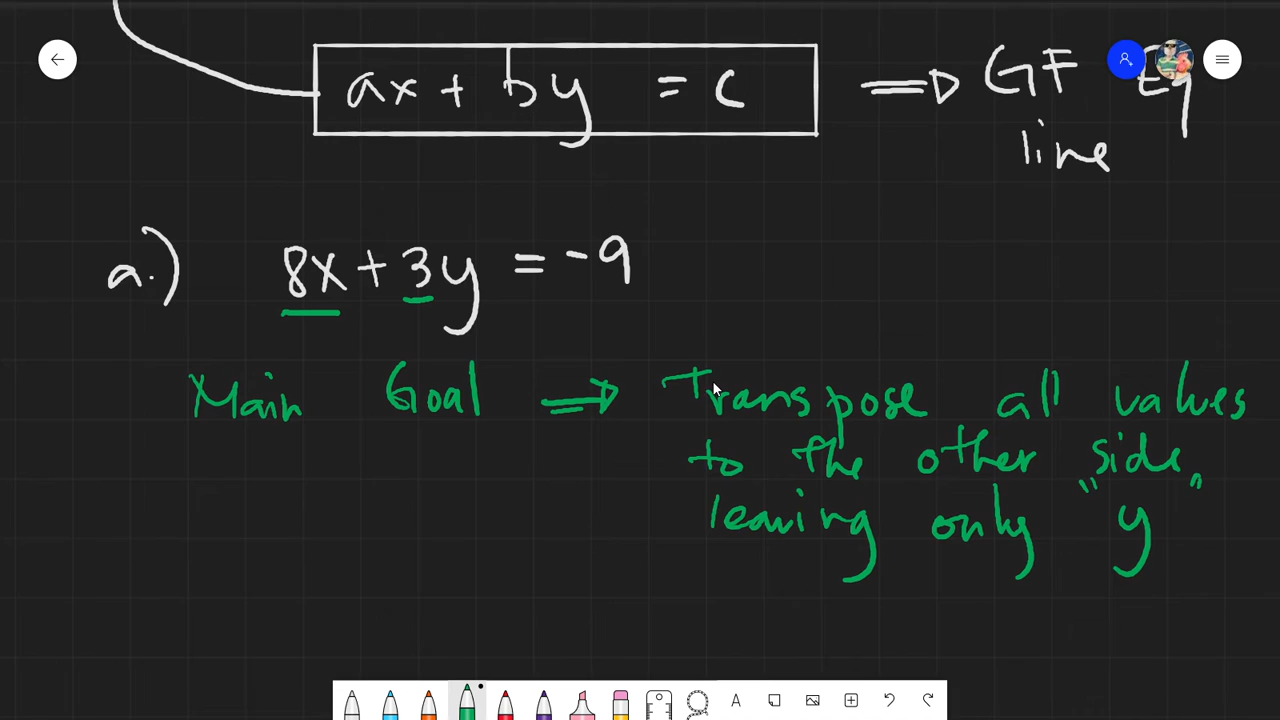 ax + by = c ⇒ GF Eq
line
a.) 8x + 3y = -9
Main Goal ⇒ Transpose all values
to the other side
leaving only "y"
A